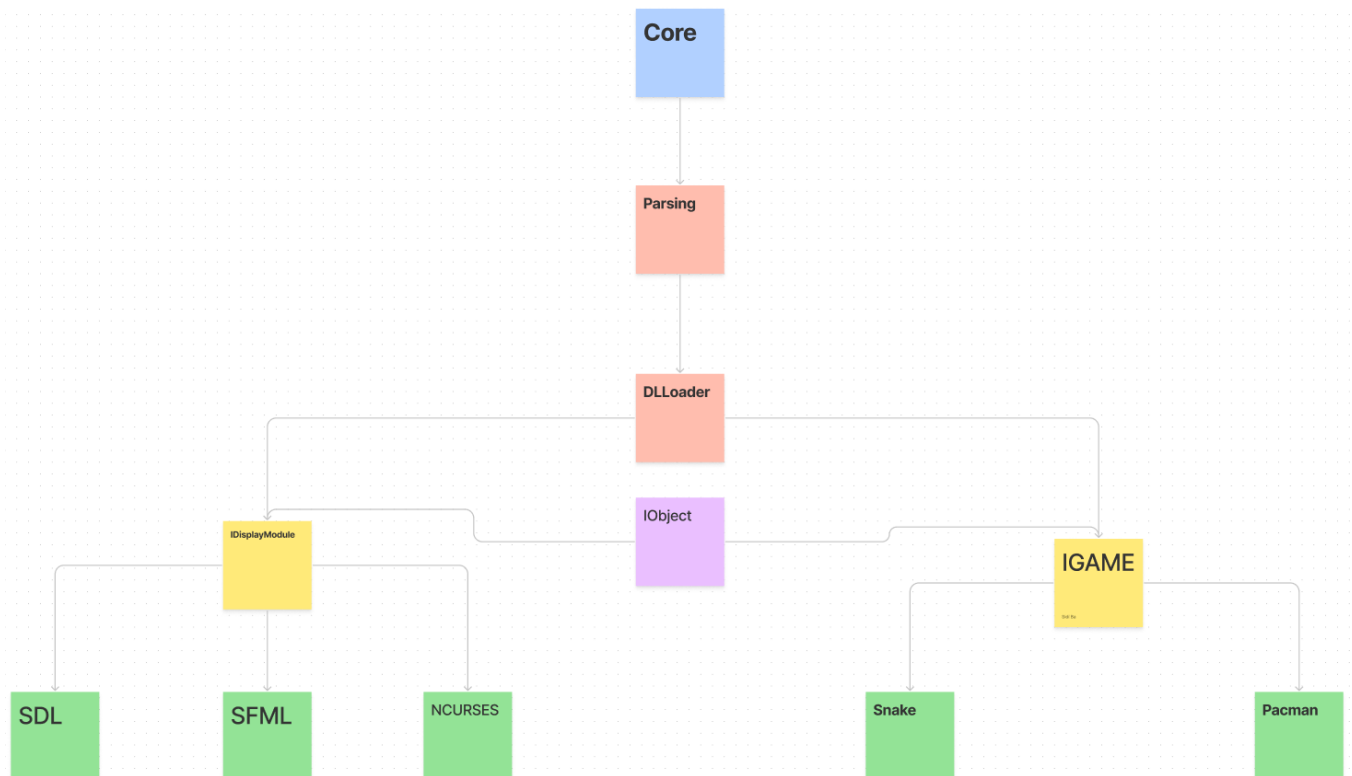 Core
Parsing
DLLoader
IObject
IDisplayModule
IGAME
SDL
SFML
NCURSES
Snake
Pacman